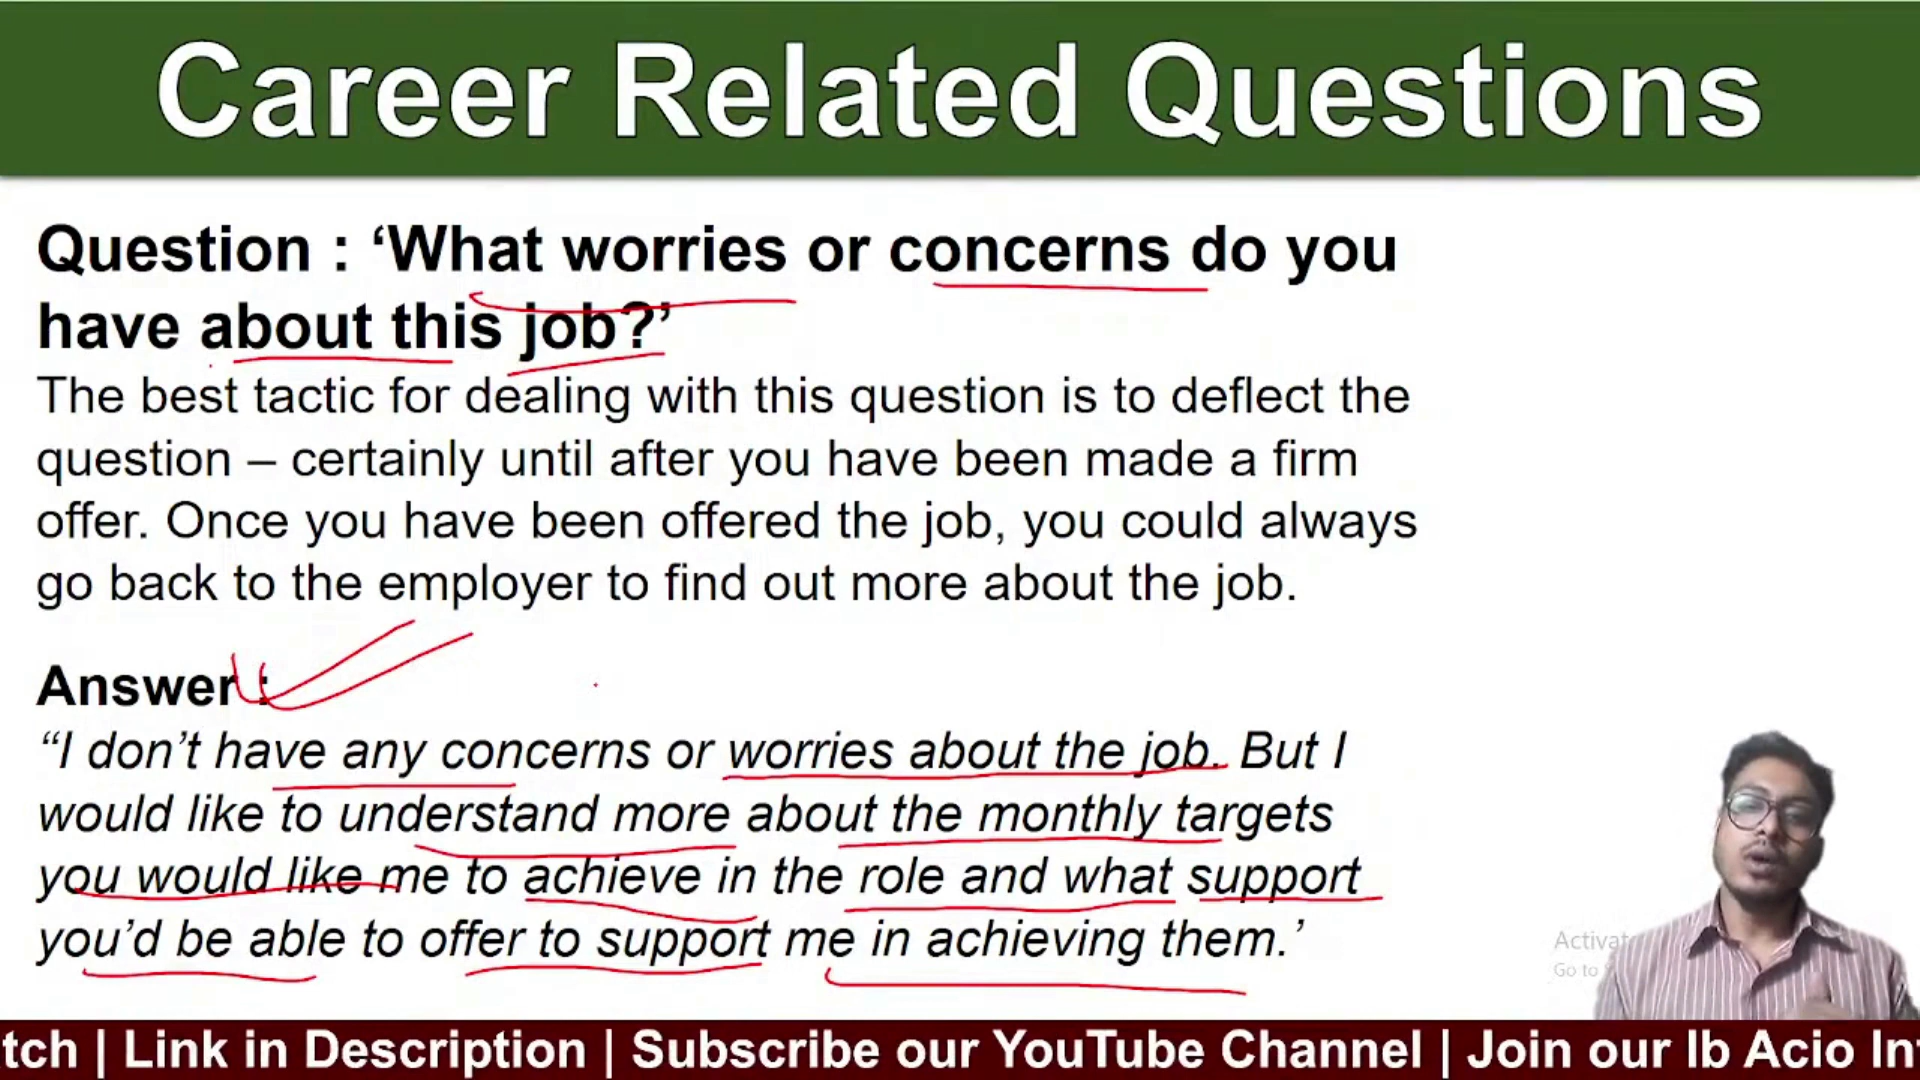 Career Related Questions
Question : ‘What worries or concerns do you
have about this job?’
The best tactic for dealing with this question is to deflect the
question – certainly until after you have been made a firm
offer. Once you have been offered the job, you could always
go back to the employer to find out more about the job.
Answer :
“I don’t have any concerns or worries about the job. But I
would like to understand more about the monthly targets
you would like me to achieve in the role and what support
you’d be able to offer to support me in achieving them.’
Activat
Go to
tch | Link in Description | Subscribe our YouTube Channel | Join our Ib Acio Int